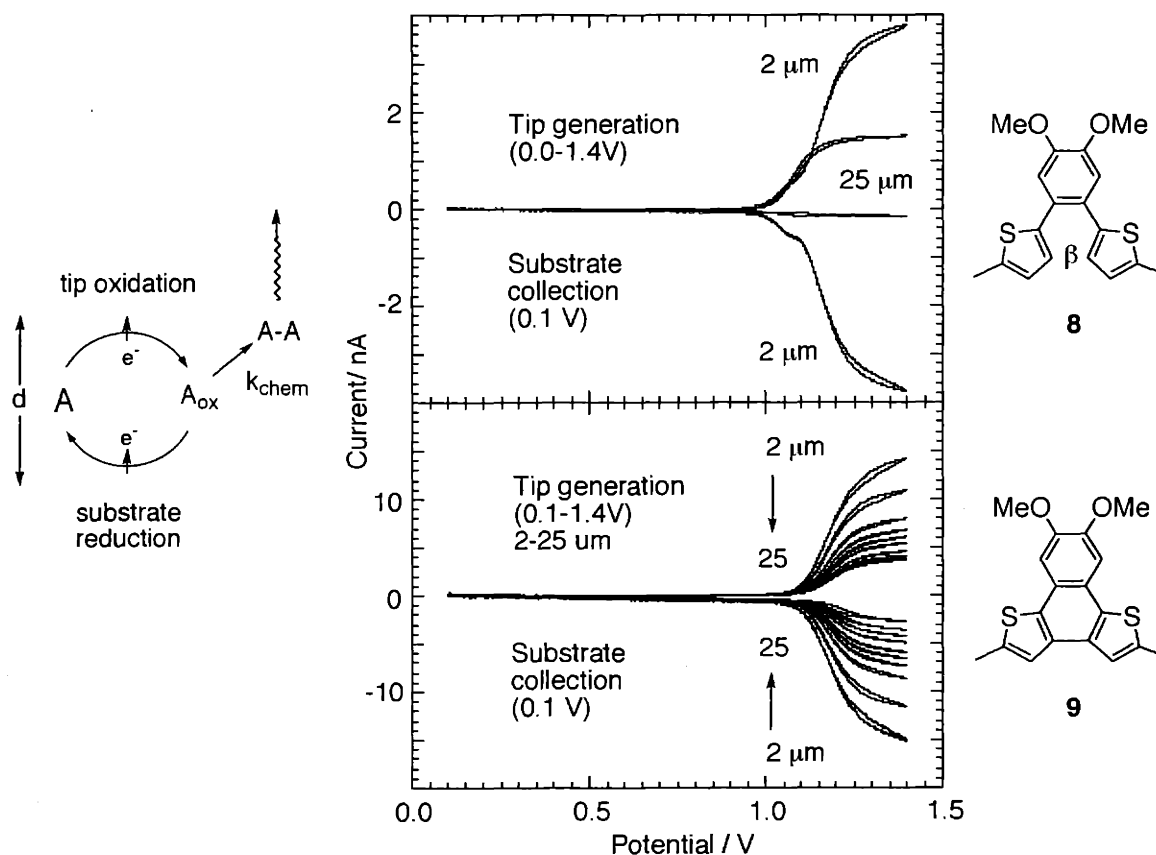 tip oxidation
e-
A
Aox
A-A
kchem
d
e-
substrate
reduction
Current/ nA
2
0
-2
Tip generation
(0.0-1.4V)
2 µm
25 µm
Substrate
collection
(0.1 V)
2 µm
10
0
-10
Tip generation
(0.1-1.4V)
2-25 um
2 µm
25
Substrate
collection
(0.1 V)
25
2 µm
0.0
0.5
1.0
1.5
Potential / V
MeO
OMe
S
S
β
8
MeO
OMe
S
S
9